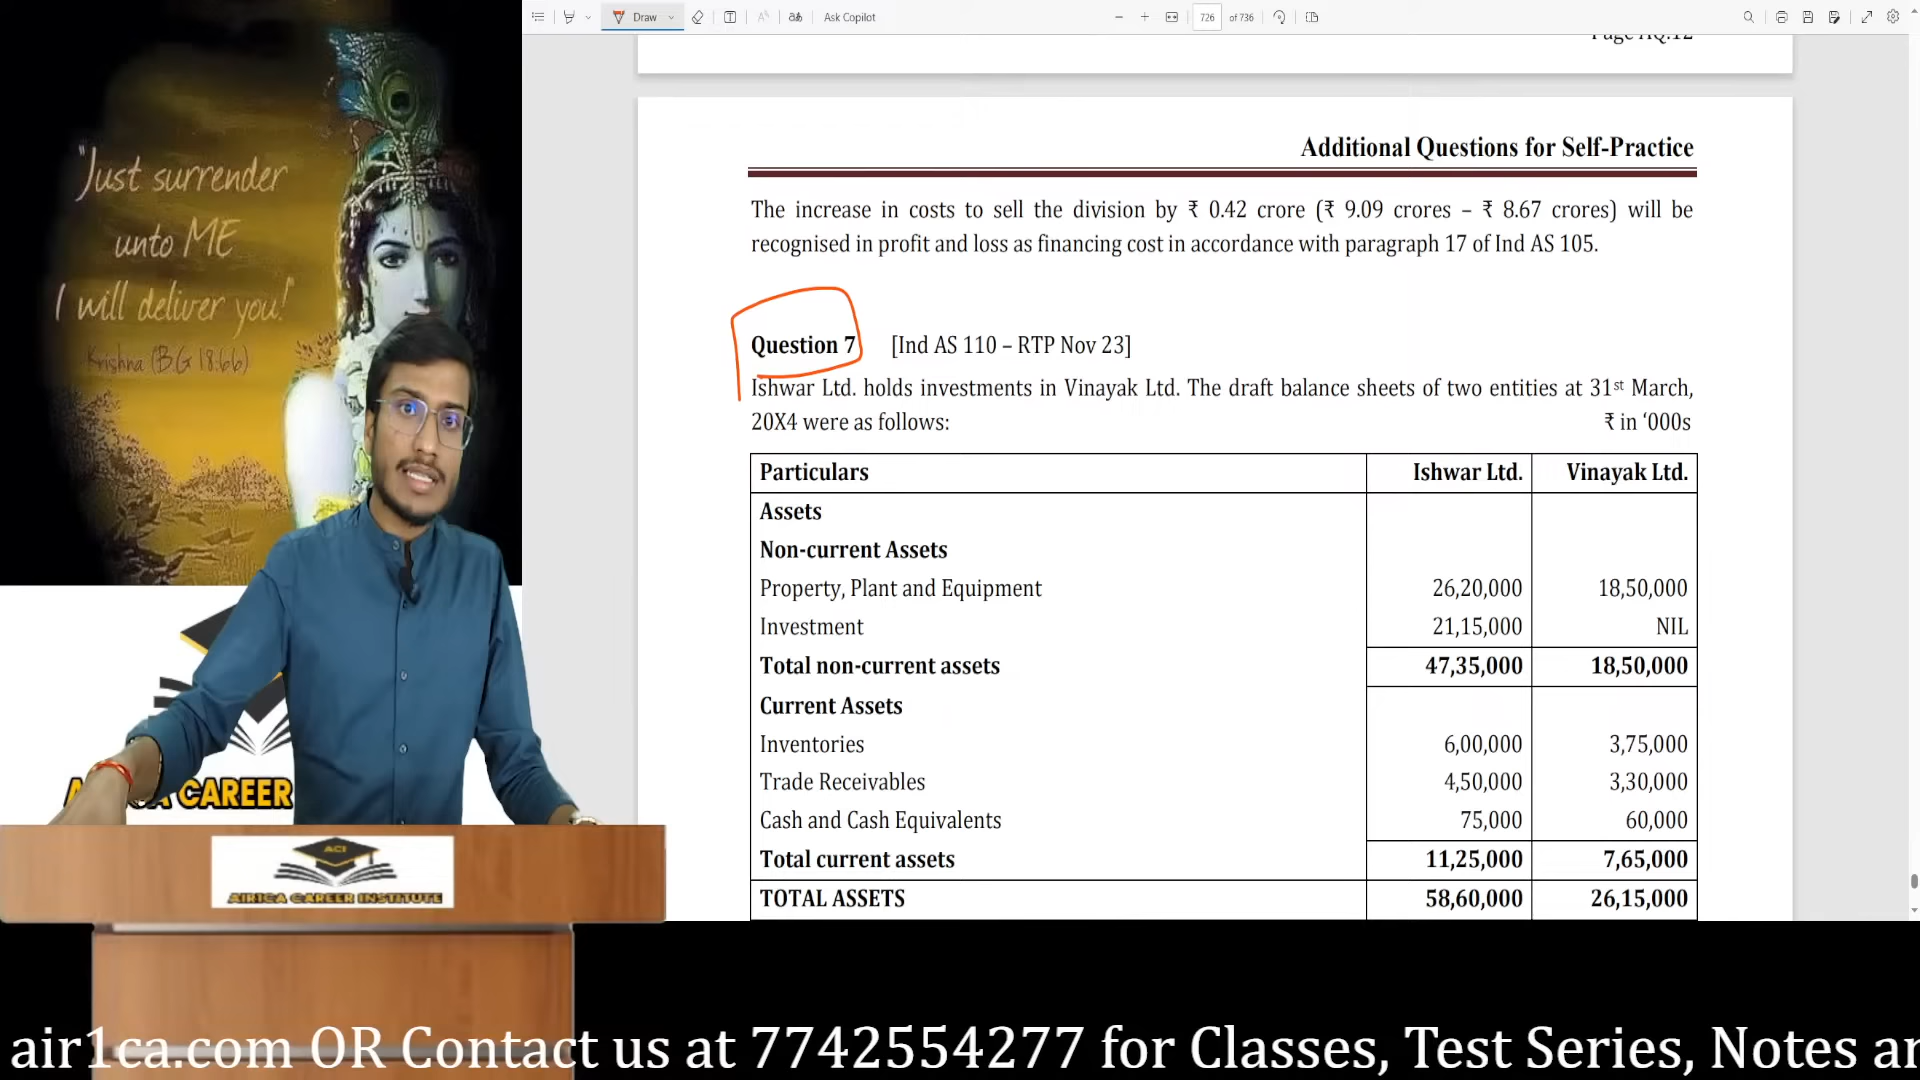 "Just surrender
unto ME
I will deliver you!"
Krishna (B.G 18:66)
CAREER
ACI
AIR1CA CAREER INSTITUTE
Draw
Ask Copilot
726 of 736
Page AQ.12
Additional Questions for Self-Practice
The increase in costs to sell the division by ₹ 0.42 crore (₹ 9.09 crores – ₹ 8.67 crores) will be
recognised in profit and loss as financing cost in accordance with paragraph 17 of Ind AS 105.
Question 7 [Ind AS 110 – RTP Nov 23]
Ishwar Ltd. holds investments in Vinayak Ltd. The draft balance sheets of two entities at 31st March,
20X4 were as follows: ₹ in ‘000s
Particulars Ishwar Ltd. Vinayak Ltd.
Assets
Non-current Assets
Property, Plant and Equipment 26,20,000 18,50,000
Investment 21,15,000 NIL
Total non-current assets 47,35,000 18,50,000
Current Assets
Inventories 6,00,000 3,75,000
Trade Receivables 4,50,000 3,30,000
Cash and Cash Equivalents 75,000 60,000
Total current assets 11,25,000 7,65,000
TOTAL ASSETS 58,60,000 26,15,000
air1ca.com OR Contact us at 7742554277 for Classes, Test Series, Notes ar